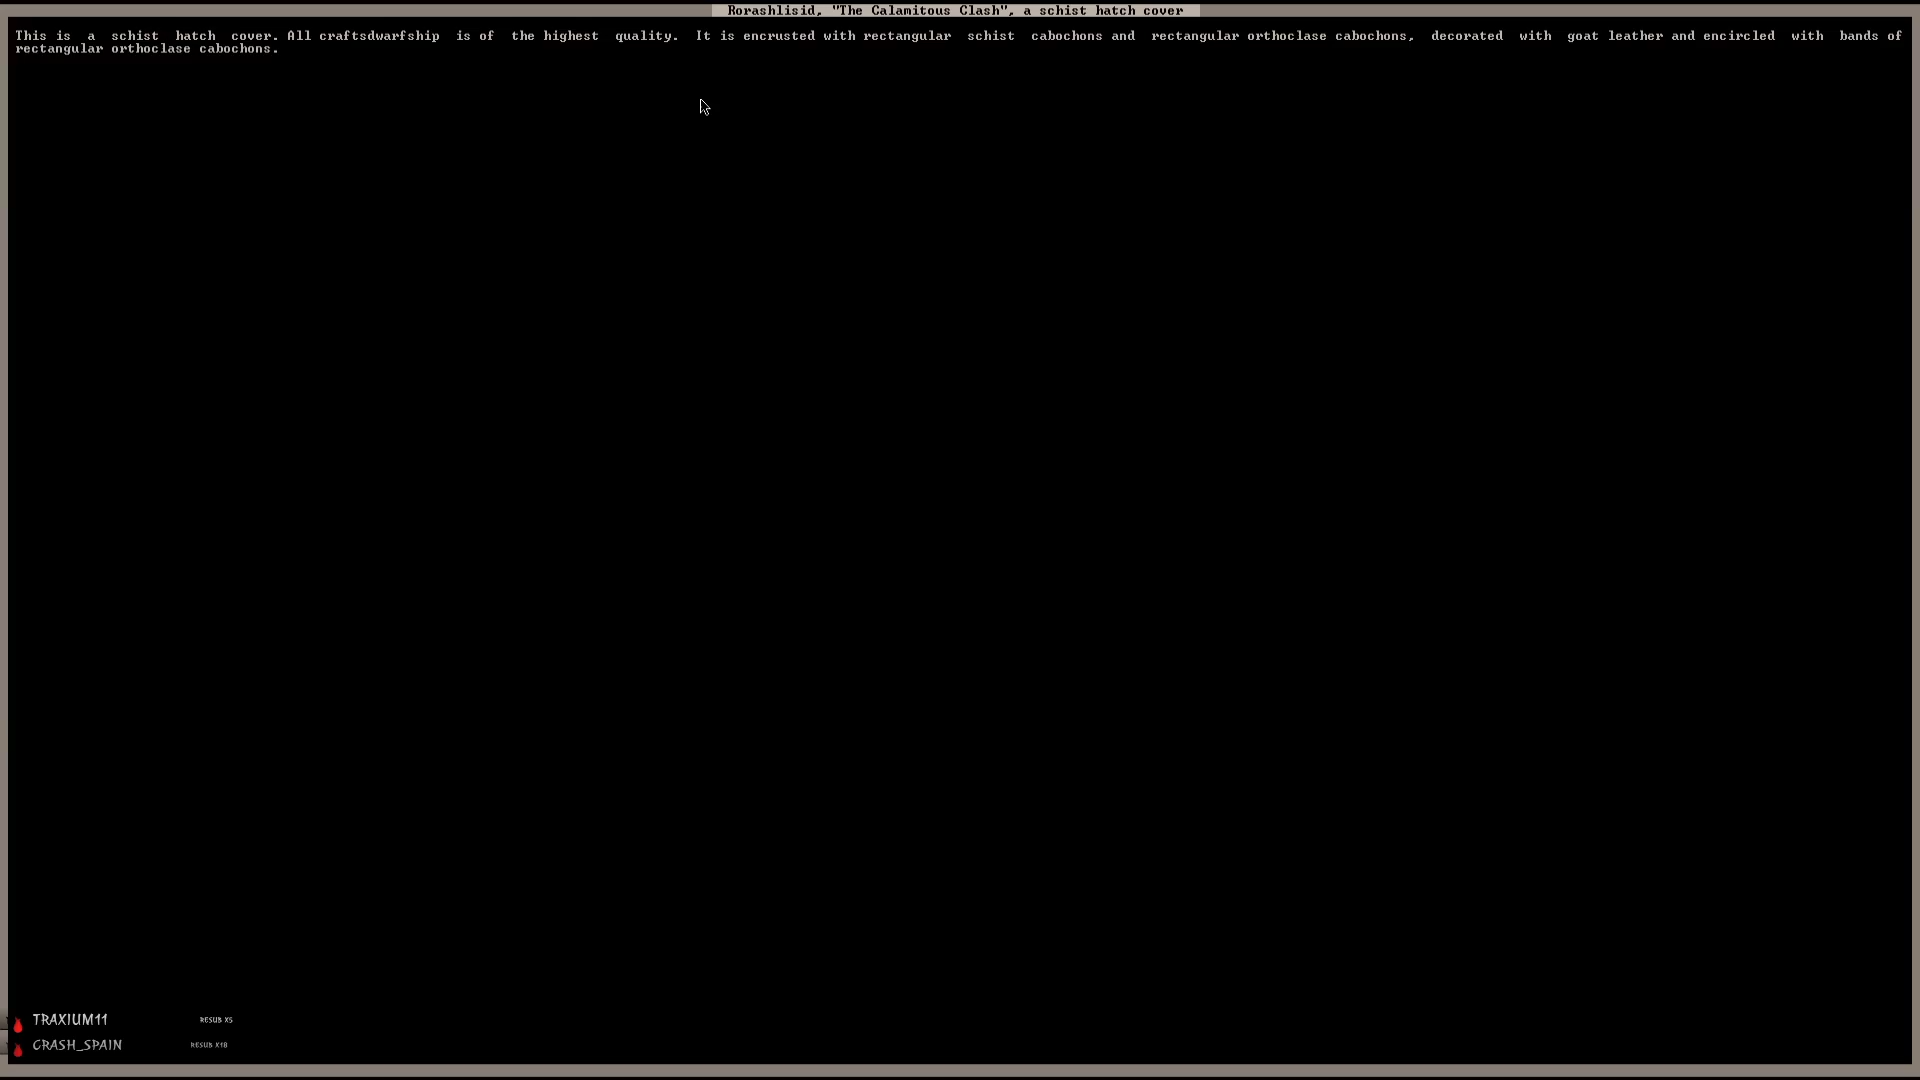 Rorashlisid, "The Calamitous Clash", a schist hatch cover
This is a schist hatch cover. All craftsdwarfship is of the highest quality. It is encrusted with rectangular schist cabochons and rectangular orthoclase cabochons, decorated with goat leather and encircled with bands of
rectangular orthoclase cabochons.
TRAXIUM11 RESUB X5
CRASH_SPAIN RESUB X18